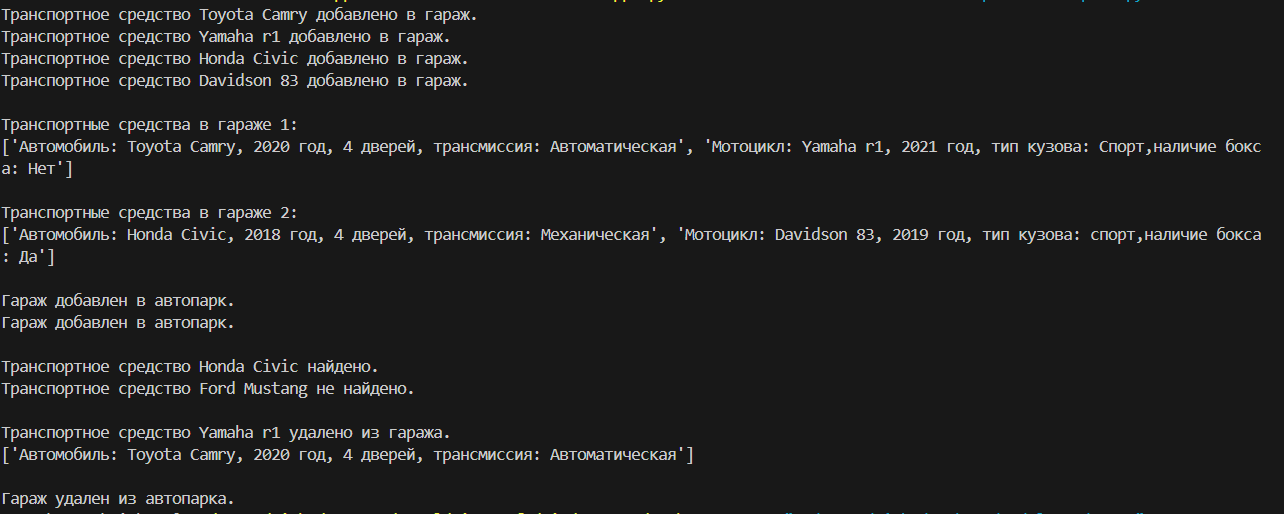 Транспортное средство Toyota Camry добавлено в гараж.
Транспортное средство Yamaha r1 добавлено в гараж.
Транспортное средство Honda Civic добавлено в гараж.
Транспортное средство Davidson 83 добавлено в гараж.
Транспортные средства в гараже 1:
['Автомобиль: Toyota Camry, 2020 год, 4 дверей, трансмиссия: Автоматическая', 'Мотоцикл: Yamaha r1, 2021 год, тип кузова: Спорт,наличие бокс
а: Нет']
Транспортные средства в гараже 2:
['Автомобиль: Honda Civic, 2018 год, 4 дверей, трансмиссия: Механическая', 'Мотоцикл: Davidson 83, 2019 год, тип кузова: спорт,наличие бокса
: Да']
Гараж добавлен в автопарк.
Гараж добавлен в автопарк.
Транспортное средство Honda Civic найдено.
Транспортное средство Ford Mustang не найдено.
Транспортное средство Yamaha r1 удалено из гаража.
['Автомобиль: Toyota Camry, 2020 год, 4 дверей, трансмиссия: Автоматическая']
Гараж удален из автопарка.